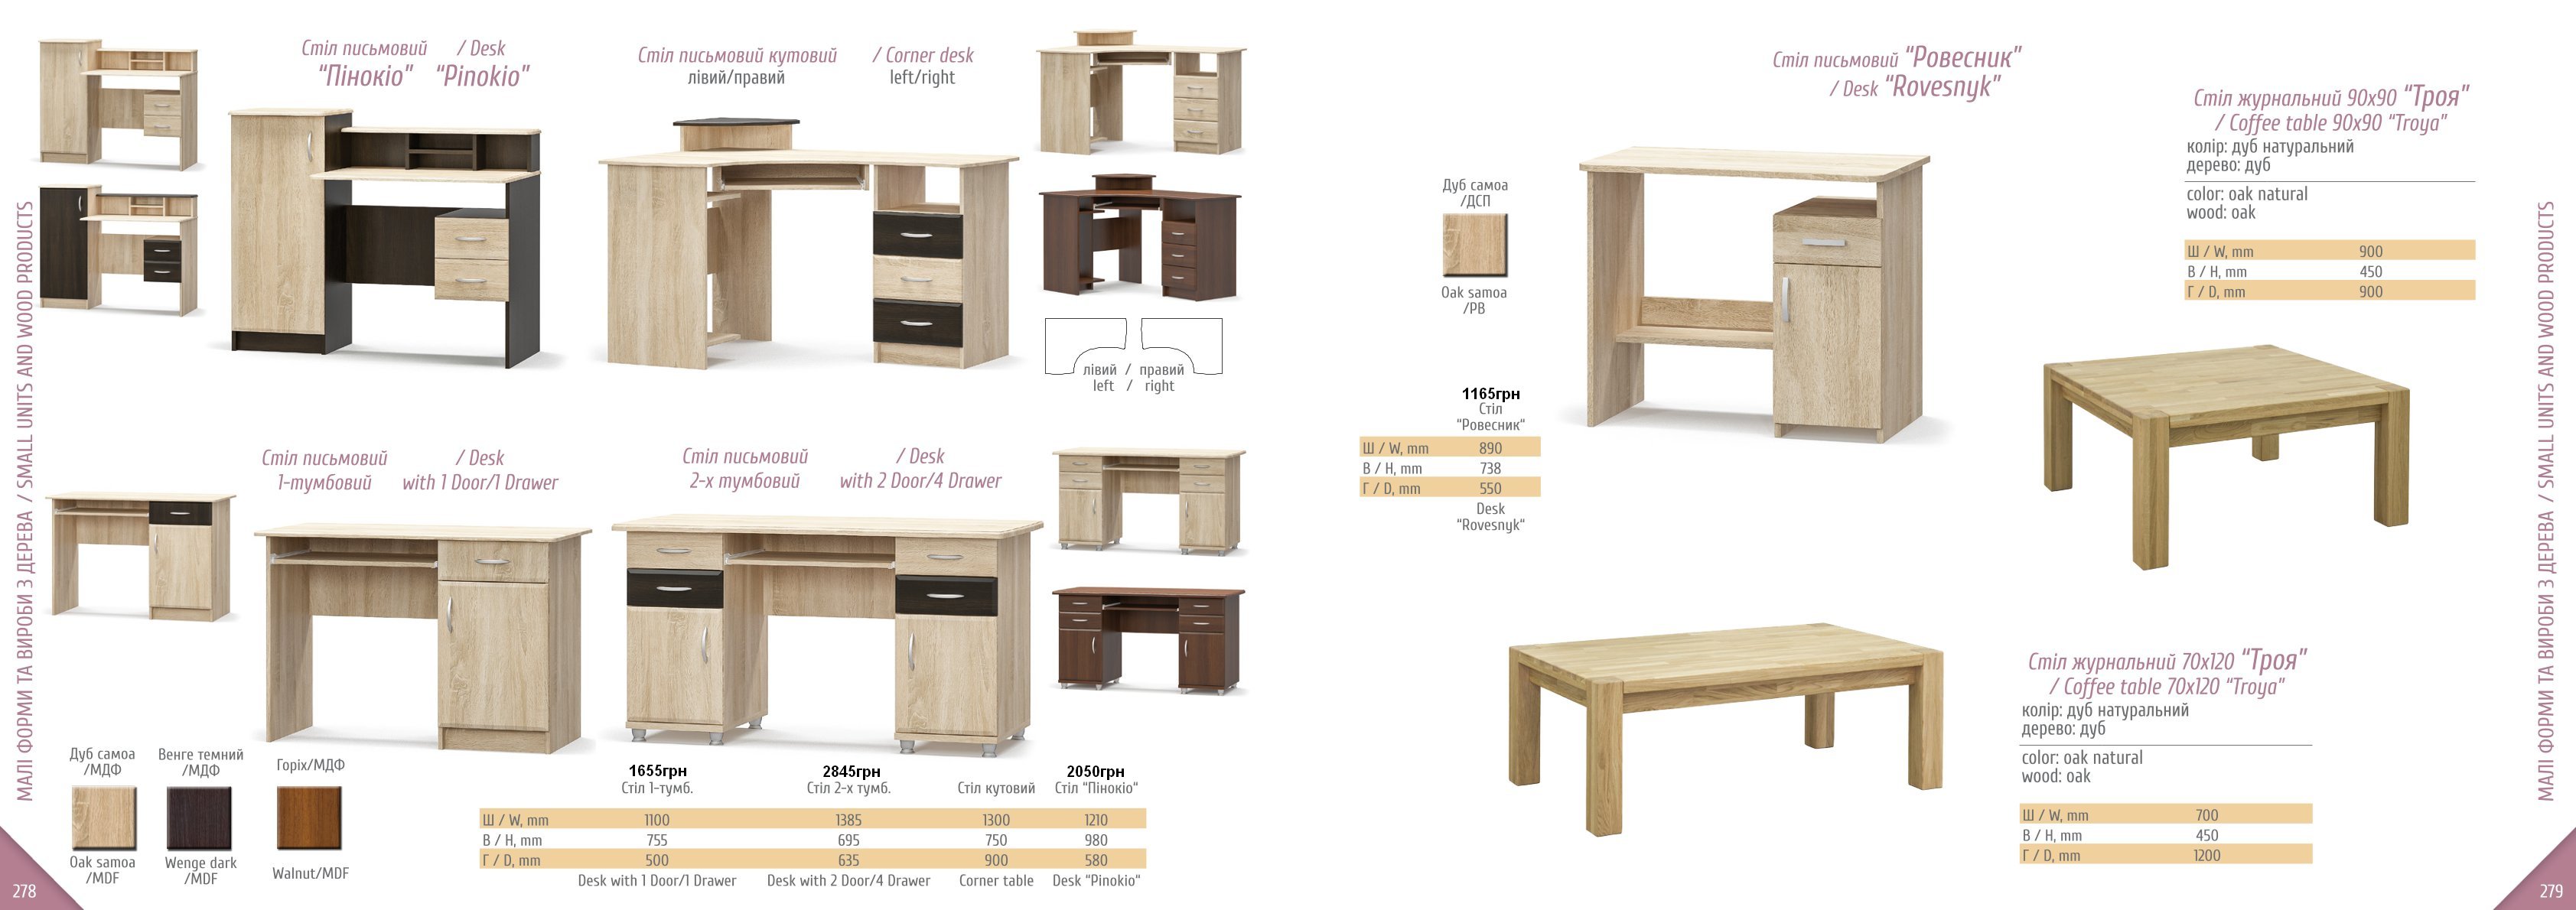 МАЛІ ФОРМИ ТА ВИРОБИ З ДЕРЕВА / SMALL UNITS AND WOOD PRODUCTS
Стіл письмовий / Desk
“Пінокіо” “Pinokio”
Стіл письмовий кутовий / Corner desk
лівий/правий left/right
лівий / правий
left / right
Стіл письмовий / Desk
1-тумбовий with 1 Door/1 Drawer
Стіл письмовий / Desk
2-х тумбовий with 2 Door/4 Drawer
Дуб самоа
/МДФ
Oak samoa
/MDF
Венге темний
/МДФ
Wenge dark
/MDF
Горіх/МДФ
Walnut/MDF
1655грн 2845грн 2050грн
Стіл 1-тумб. Стіл 2-х тумб. Стіл кутовий Стіл “Пінокіо“
Ш / W, mm 1100 1385 1300 1210
В / H, mm 755 695 750 980
Г / D, mm 500 635 900 580
Desk with 1 Door/1 Drawer Desk with 2 Door/4 Drawer Corner table Desk “Pinokio“
278
Стіл письмовий “Ровесник”
/ Desk “Rovesnyk”
Дуб самоа
/ДСП
Oak samoa
/PB
1165грн
Стіл
“Ровесник“
Ш / W, mm 890
В / H, mm 738
Г / D, mm 550
Desk
“Rovesnyk“
Стіл журнальний 90х90 “Троя”
/ Coffee table 90x90 “Troya”
колір: дуб натуральний
дерево: дуб
color: oak natural
wood: oak
Ш / W, mm 900
В / H, mm 450
Г / D, mm 900
Стіл журнальний 70х120 “Троя”
/ Coffee table 70x120 “Troya”
колір: дуб натуральний
дерево: дуб
color: oak natural
wood: oak
Ш / W, mm 700
В / H, mm 450
Г / D, mm 1200
МАЛІ ФОРМИ ТА ВИРОБИ З ДЕРЕВА / SMALL UNITS AND WOOD PRODUCTS
279